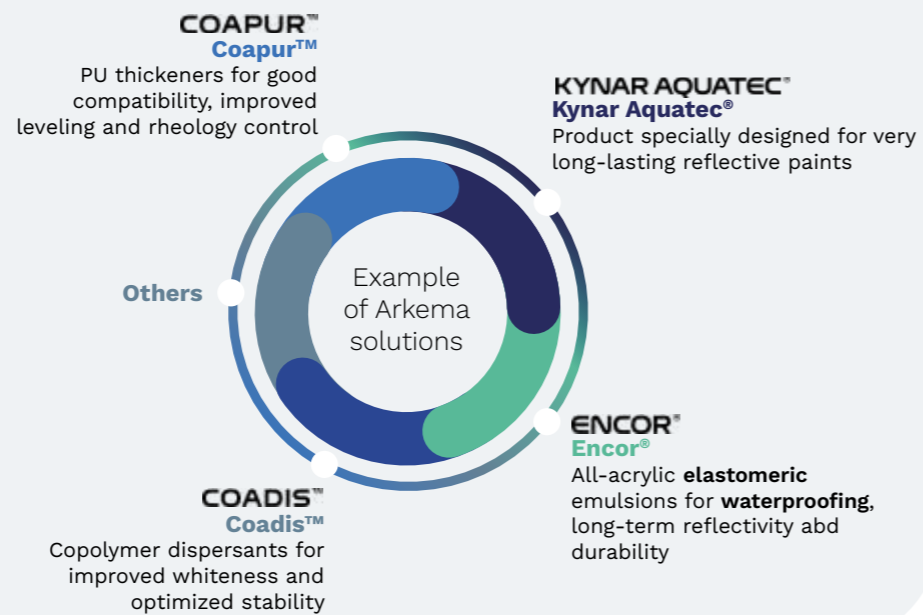 COAPUR™
Coapur™
PU thickeners for good
compatibility, improved
leveling and rheology control
KYNAR AQUATEC®
Kynar Aquatec®
Product specially designed for very
long-lasting reflective paints
Others
Example
of Arkema
solutions
ENCOR®
Encor®
All-acrylic elastomeric
emulsions for waterproofing,
long-term reflectivity abd
durability
COADIS™
Coadis™
Copolymer dispersants for
improved whiteness and
optimized stability